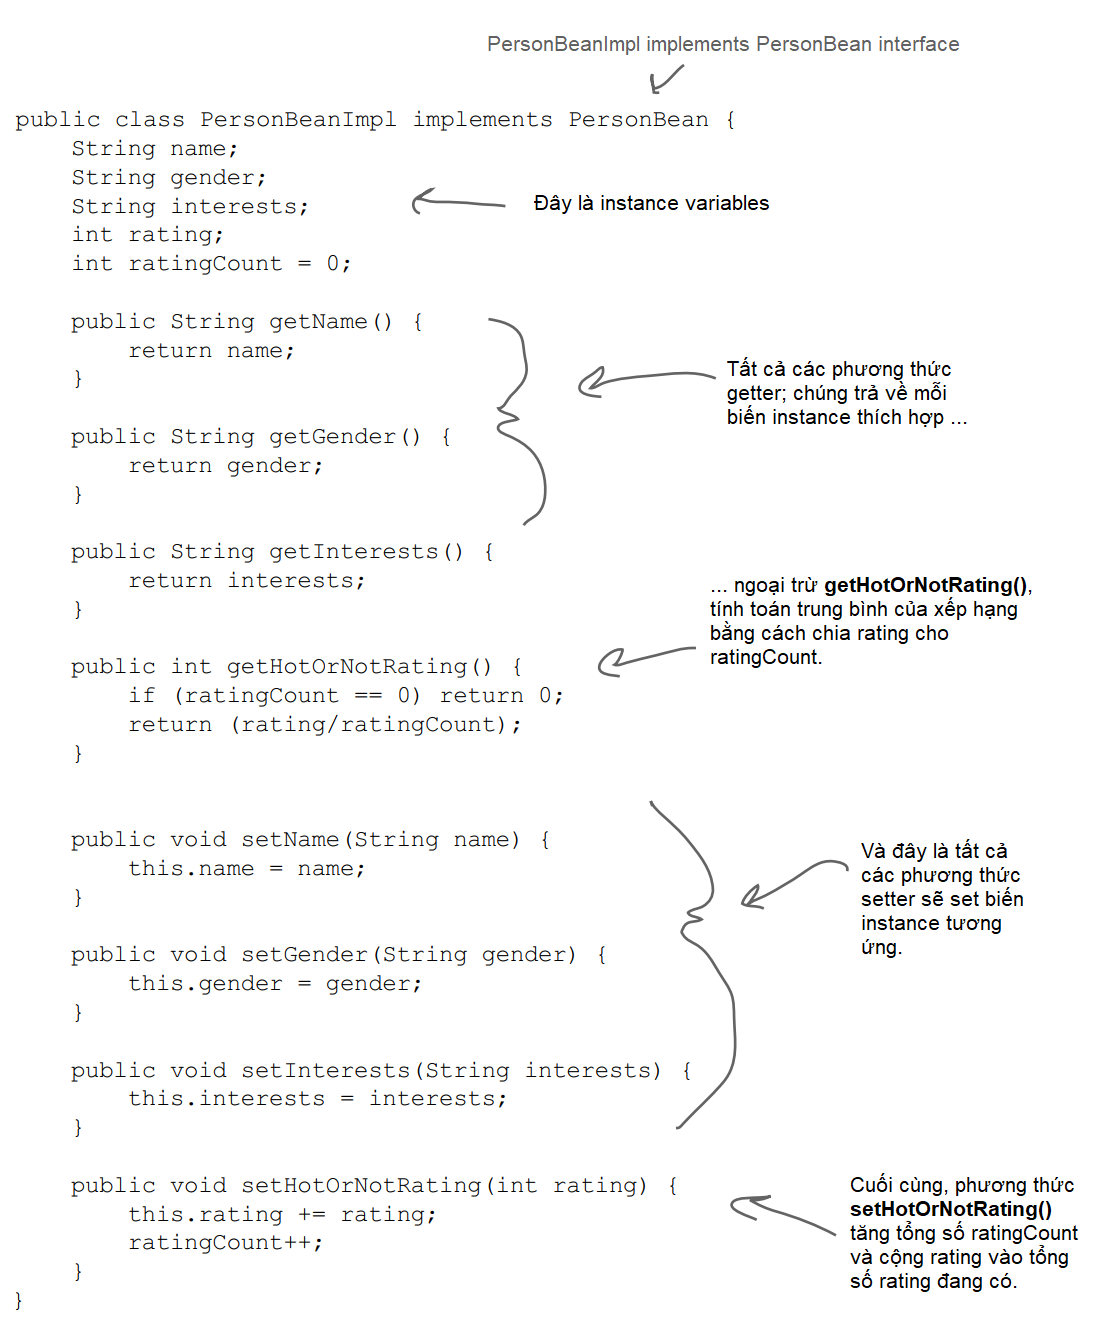 PersonBeanImpl implements PersonBean interface
public class PersonBeanImpl implements PersonBean {
String name;
String gender;
String interests;
int rating;
int ratingCount = 0;
Đây là instance variables
public String getName() {
return name;
}
public String getGender() {
return gender;
}
Tất cả các phương thức
getter; chúng trả về mỗi
biến instance thích hợp ...
public String getInterests() {
return interests;
}
public int getHotOrNotRating() {
if (ratingCount == 0) return 0;
return (rating/ratingCount);
}
... ngoại trừ getHotOrNotRating(),
tính toán trung bình của xếp hạng
bằng cách chia rating cho
ratingCount.
public void setName(String name) {
this.name = name;
}
public void setGender(String gender) {
this.gender = gender;
}
public void setInterests(String interests) {
this.interests = interests;
}
Và đây là tất cả
các phương thức
setter sẽ set biến
instance tương
ứng.
public void setHotOrNotRating(int rating) {
this.rating += rating;
ratingCount++;
}
}
Cuối cùng, phương thức
setHotOrNotRating()
tăng tổng số ratingCount
và cộng rating vào tổng
số rating đang có.